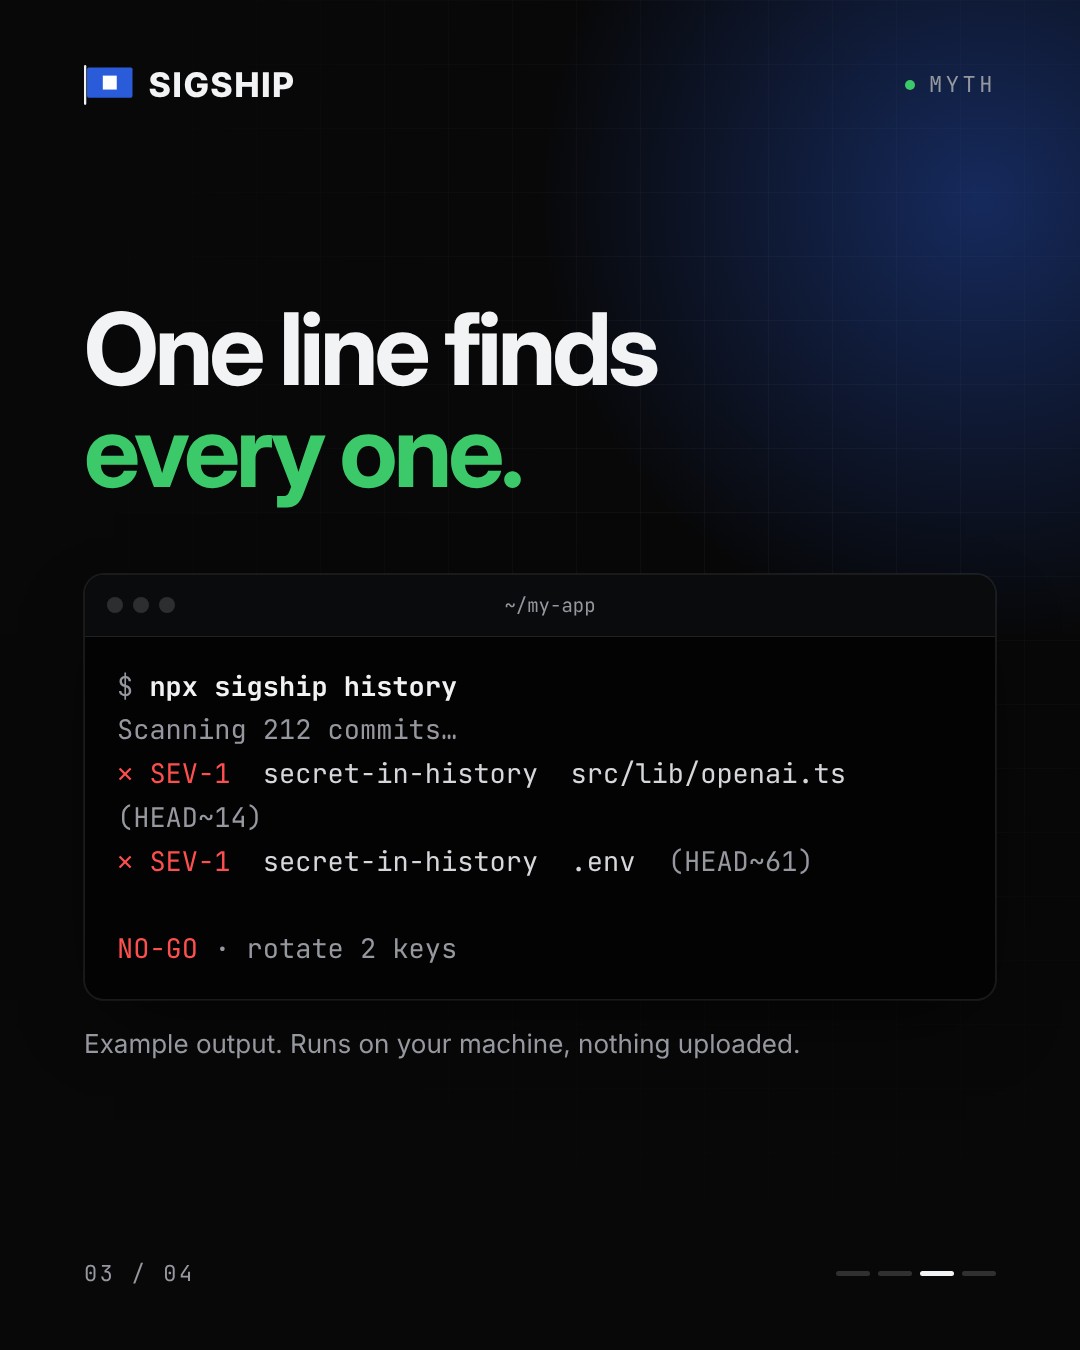 SIGSHIP
MYTH
One line finds
every one.
~/my-app
$ npx sigship history
Scanning 212 commits…
× SEV-1  secret-in-history  src/lib/openai.ts
(HEAD~14)
× SEV-1  secret-in-history  .env  (HEAD~61)
NO-GO · rotate 2 keys
Example output. Runs on your machine, nothing uploaded.
03 / 04